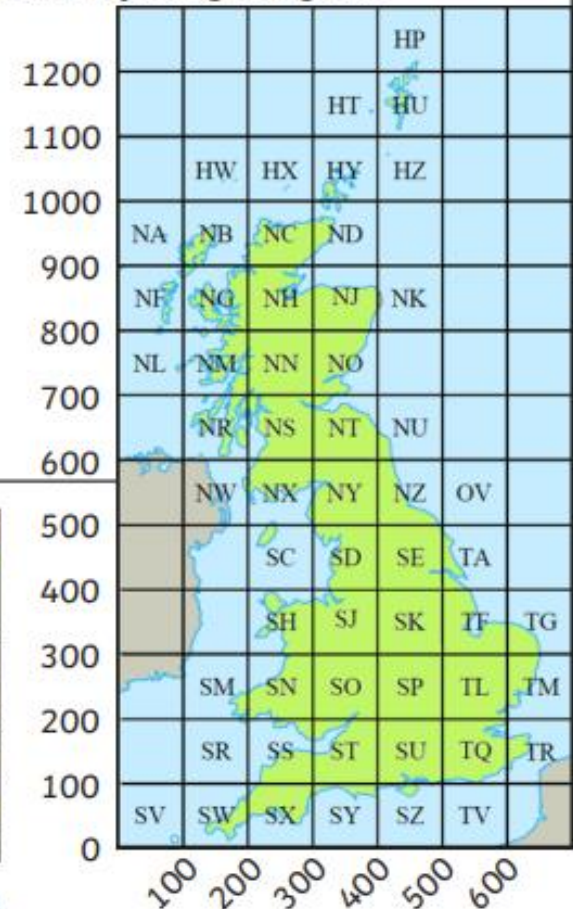 HP
1200
HT HU
1100
HW HX HY HZ
1000
NA NB NC ND
900
NF NG NH NJ NK
800
NL NM NN NO
700
NR NS NT NU
600
NW NX NY NZ OV
500
SC SD SE TA
400
SH SJ SK TF TG
300
SM SN SO SP TL TM
200
SR SS ST SU TQ TR
100
SV SW SX SY SZ TV
0
100 200 300 400 500 600